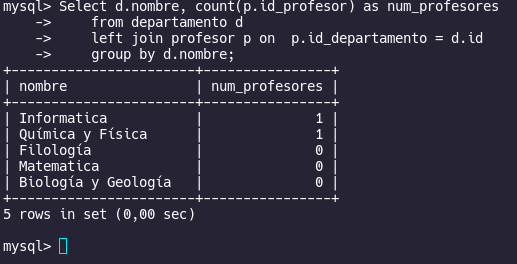 mysql> Select d.nombre, count(p.id_profesor) as num_profesores
    ->     from departamento d
    ->     left join profesor p on  p.id_departamento = d.id
    ->     group by d.nombre;
+-----------------------+----------------+
| nombre                | num_profesores |
+-----------------------+----------------+
| Informatica           |              1 |
| Química y Física      |              1 |
| Filología             |              0 |
| Matematica            |              0 |
| Biología y Geología   |              0 |
+-----------------------+----------------+
5 rows in set (0,00 sec)
mysql>